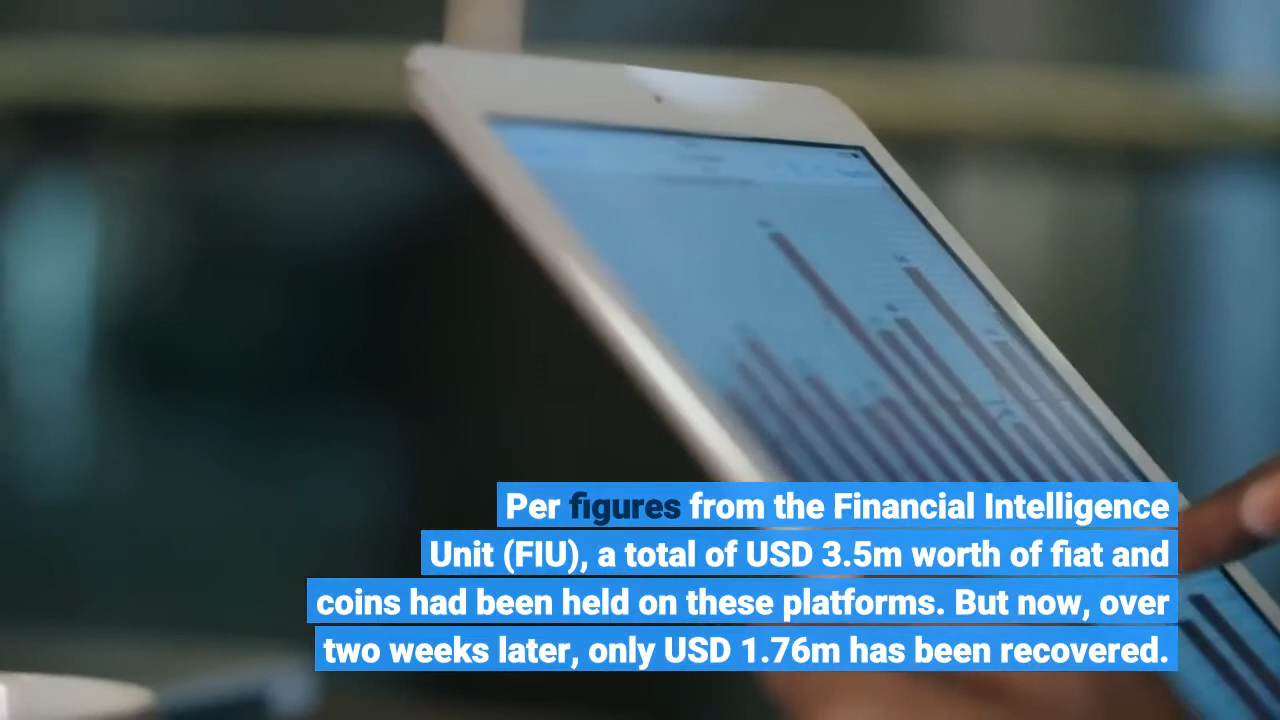 Per figures from the Financial Intelligence
Unit (FIU), a total of USD 3.5m worth of fiat and
coins had been held on these platforms. But now, over
two weeks later, only USD 1.76m has been recovered.